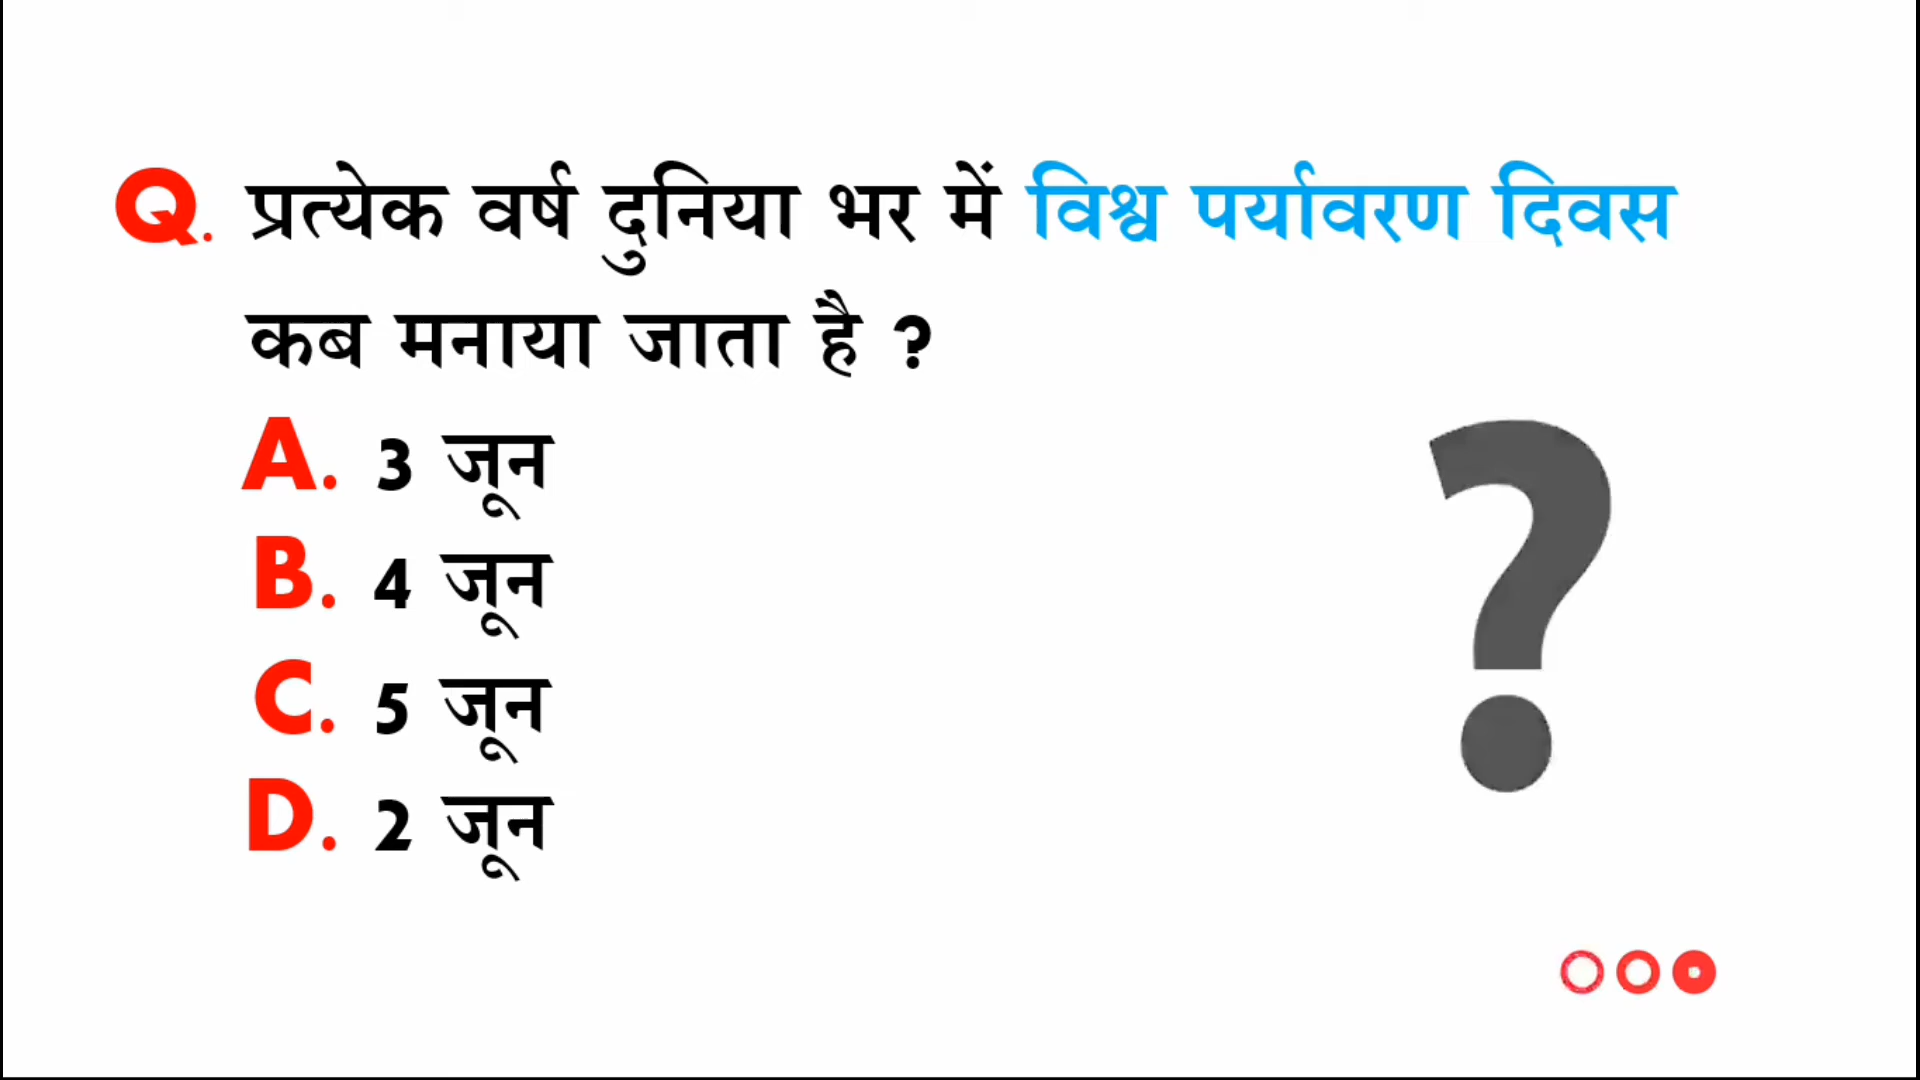 Q. प्रत्येक वर्ष दुनिया भर में विश्व पर्यावरण दिवस
कब मनाया जाता है ?
A. 3 जून
B. 4 जून
C. 5 जून
D. 2 जून
?